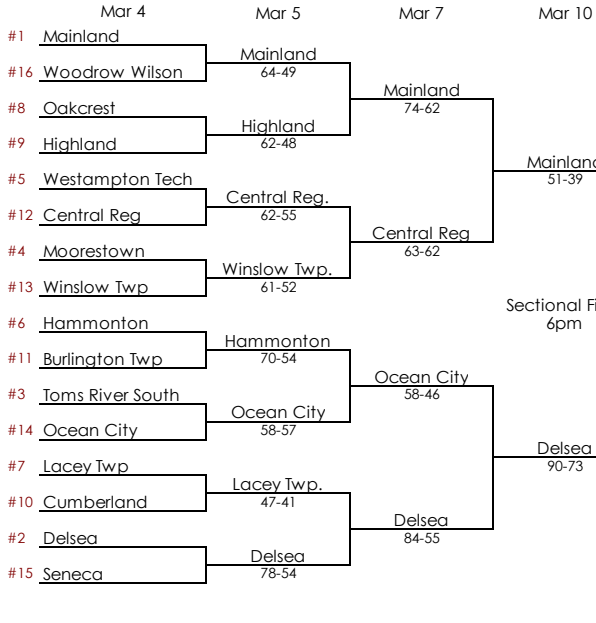 Mar 4 Mar 5 Mar 7 Mar 10
#1 Mainland
Mainland
64-49
#16 Woodrow Wilson
Mainland
74-62
#8 Oakcrest
Highland
62-48
#9 Highland
Mainland
51-39
#5 Westampton Tech
Central Reg.
62-55
#12 Central Reg
Central Reg
63-62
#4 Moorestown
Winslow Twp.
61-52
#13 Winslow Twp
Sectional Fi
6pm
#6 Hammonton
Hammonton
70-54
#11 Burlington Twp
Ocean City
58-46
#3 Toms River South
Ocean City
58-57
#14 Ocean City
Delsea
90-73
#7 Lacey Twp
Lacey Twp.
47-41
#10 Cumberland
Delsea
84-55
#2 Delsea
Delsea
78-54
#15 Seneca